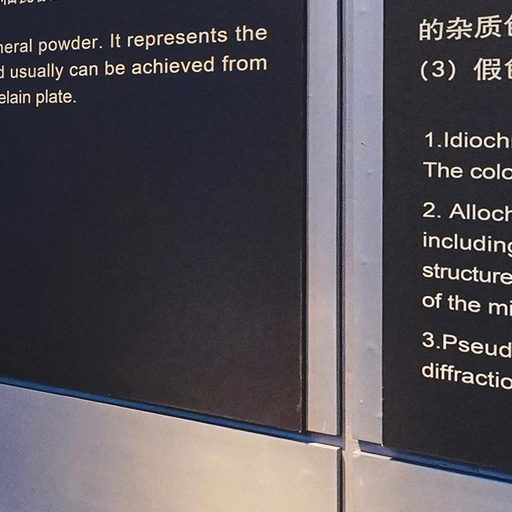 neral powder. It represents the
d usually can be achieved from
elain plate.
的杂质
(3) 假
1.Idioch
The colo
2. Alloch
including
structure
of the mi
3.Pseud
diffractio